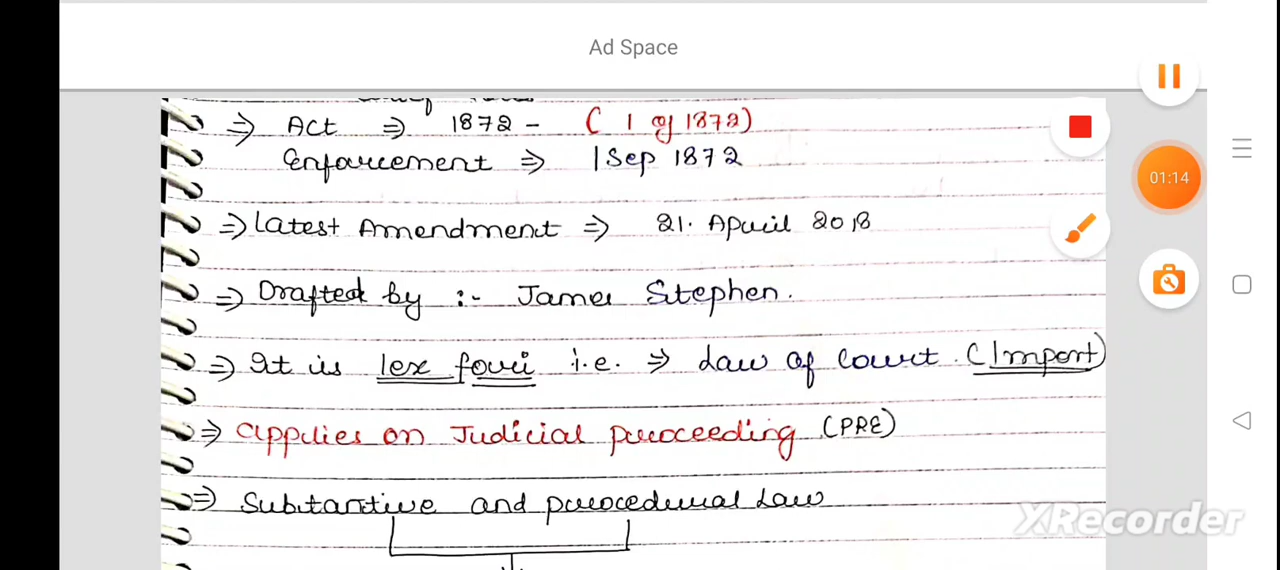 Ad Space
⇒ Act ⇒ 1872 - (1 of 1872)
Enforcement ⇒ 1 Sep 1872
01:14
⇒ Latest Amendment ⇒ 21. April 2018
⇒ Drafted by :- James Stephen.
⇒ It is lex fori i.e. ⇒ Law of Court. (Import)
⇒ Applies on Judicial proceeding (PRE)
⇒ Substantive and procedural Law
XRecorder